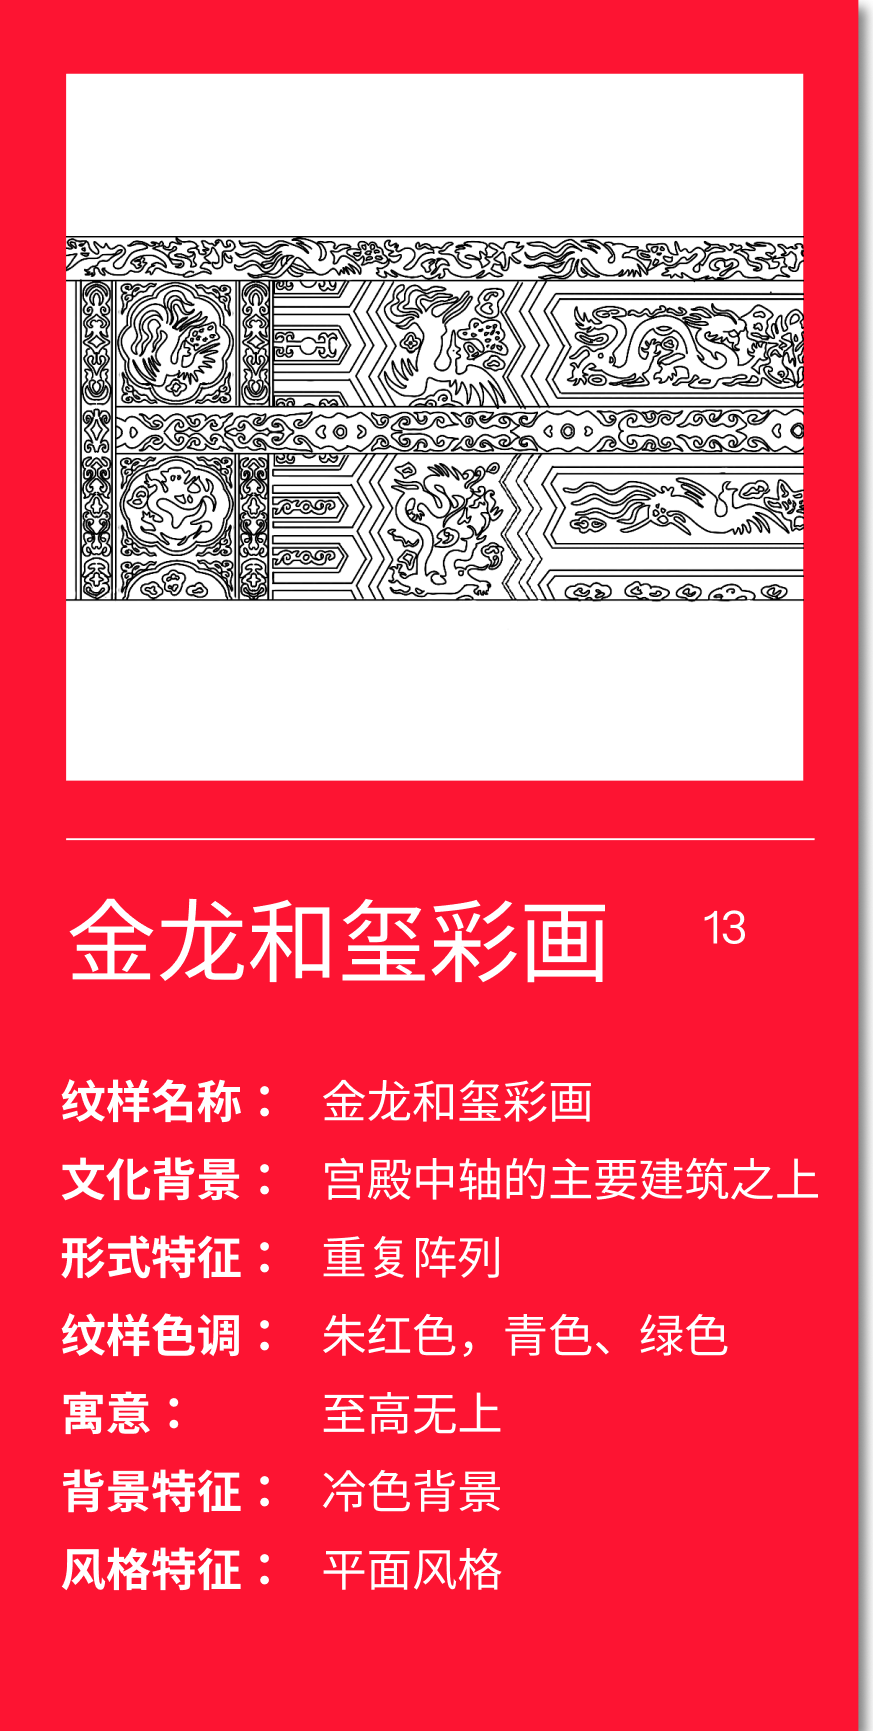 金龙和玺彩画 13
纹样名称： 金龙和玺彩画
文化背景： 宫殿中轴的主要建筑之上
形式特征： 重复阵列
纹样色调： 朱红色，青色、绿色
寓意： 至高无上
背景特征： 冷色背景
风格特征： 平面风格